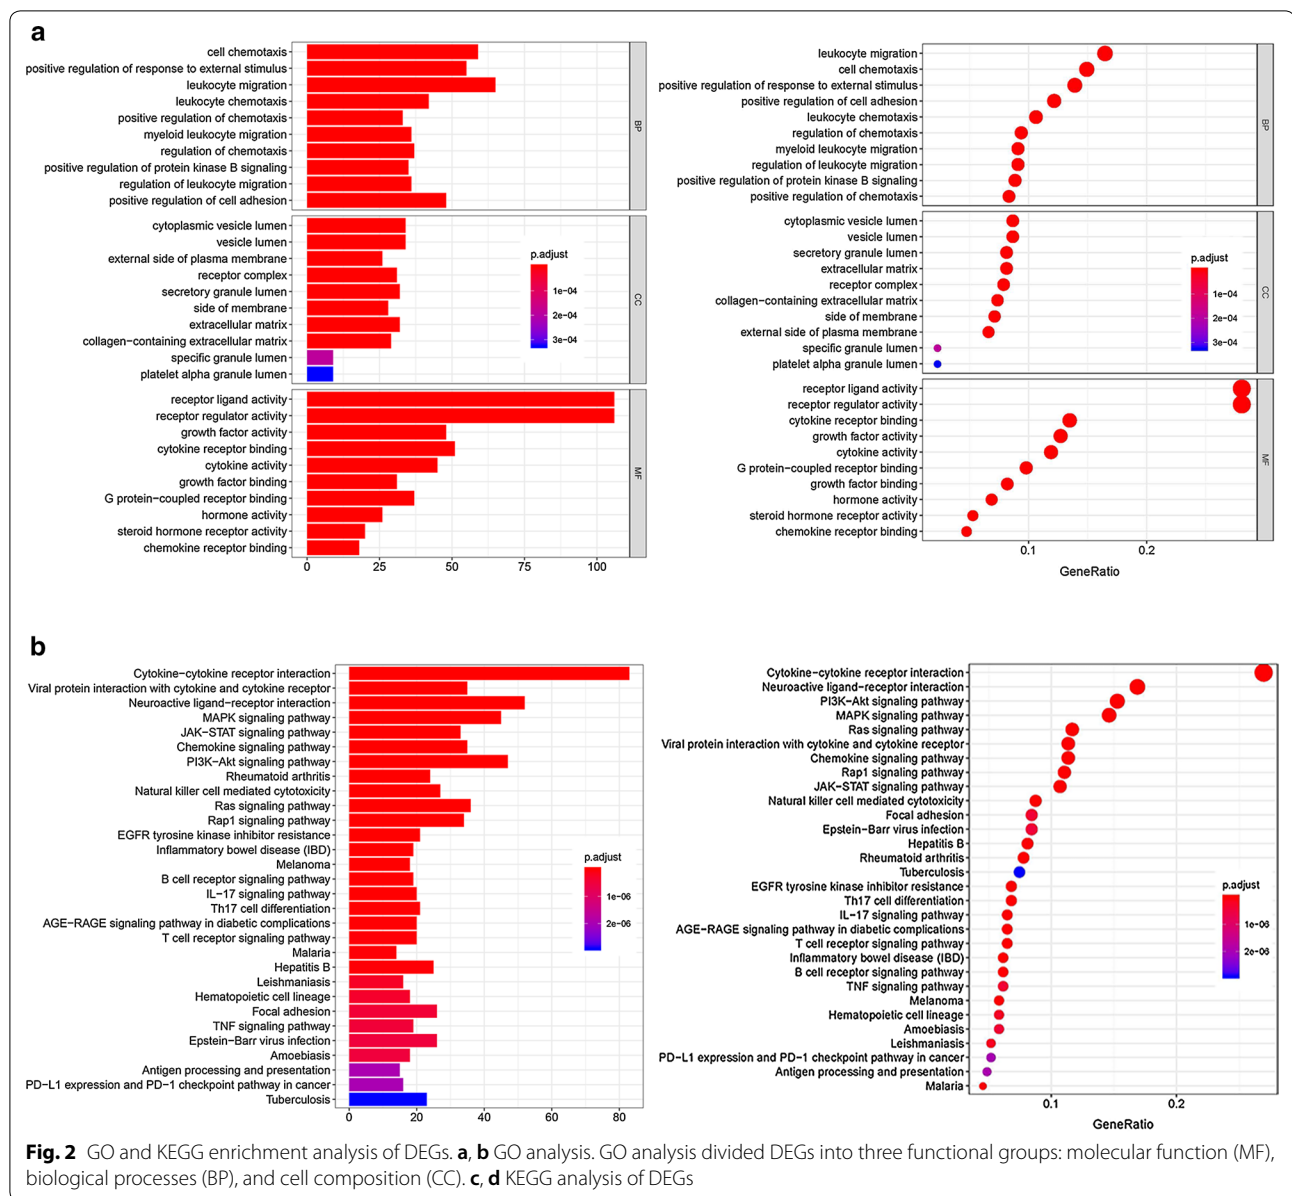 a
cell chemotaxis
positive regulation of response to external stimulus
leukocyte migration
leukocyte chemotaxis
positive regulation of chemotaxis
myeloid leukocyte migration
regulation of chemotaxis
positive regulation of protein kinase B signaling
regulation of leukocyte migration
positive regulation of cell adhesion
BP
cytoplasmic vesicle lumen
vesicle lumen
external side of plasma membrane
receptor complex
secretory granule lumen
side of membrane
extracellular matrix
collagen−containing extracellular matrix
specific granule lumen
platelet alpha granule lumen
CC
p.adjust
1e−04
2e−04
3e−04
receptor ligand activity
receptor regulator activity
growth factor activity
cytokine receptor binding
cytokine activity
growth factor binding
G protein−coupled receptor binding
hormone activity
steroid hormone receptor activity
chemokine receptor binding
MF
0 25 50 75 100
leukocyte migration
cell chemotaxis
positive regulation of response to external stimulus
positive regulation of cell adhesion
leukocyte chemotaxis
regulation of chemotaxis
myeloid leukocyte migration
regulation of leukocyte migration
positive regulation of protein kinase B signaling
positive regulation of chemotaxis
BP
cytoplasmic vesicle lumen
vesicle lumen
secretory granule lumen
extracellular matrix
receptor complex
collagen−containing extracellular matrix
side of membrane
external side of plasma membrane
specific granule lumen
platelet alpha granule lumen
CC
p.adjust
1e−04
2e−04
3e−04
receptor ligand activity
receptor regulator activity
cytokine receptor binding
growth factor activity
cytokine activity
G protein−coupled receptor binding
growth factor binding
hormone activity
steroid hormone receptor activity
chemokine receptor binding
MF
0.1 0.2
GeneRatio
b
Cytokine−cytokine receptor interaction
Viral protein interaction with cytokine and cytokine receptor
Neuroactive ligand−receptor interaction
MAPK signaling pathway
JAK−STAT signaling pathway
Chemokine signaling pathway
PI3K−Akt signaling pathway
Rheumatoid arthritis
Natural killer cell mediated cytotoxicity
Ras signaling pathway
Rap1 signaling pathway
EGFR tyrosine kinase inhibitor resistance
Inflammatory bowel disease (IBD)
Melanoma
B cell receptor signaling pathway
IL−17 signaling pathway
Th17 cell differentiation
AGE−RAGE signaling pathway in diabetic complications
T cell receptor signaling pathway
Malaria
Hepatitis B
Leishmaniasis
Hematopoietic cell lineage
Focal adhesion
TNF signaling pathway
Epstein−Barr virus infection
Amoebiasis
Antigen processing and presentation
PD−L1 expression and PD−1 checkpoint pathway in cancer
Tuberculosis
p.adjust
1e−06
2e−06
0 20 40 60 80
Cytokine−cytokine receptor interaction
Neuroactive ligand−receptor interaction
PI3K−Akt signaling pathway
MAPK signaling pathway
Ras signaling pathway
Viral protein interaction with cytokine and cytokine receptor
Chemokine signaling pathway
Rap1 signaling pathway
JAK−STAT signaling pathway
Natural killer cell mediated cytotoxicity
Focal adhesion
Epstein−Barr virus infection
Hepatitis B
Rheumatoid arthritis
Tuberculosis
EGFR tyrosine kinase inhibitor resistance
Th17 cell differentiation
IL−17 signaling pathway
AGE−RAGE signaling pathway in diabetic complications
T cell receptor signaling pathway
Inflammatory bowel disease (IBD)
B cell receptor signaling pathway
TNF signaling pathway
Melanoma
Hematopoietic cell lineage
Amoebiasis
Leishmaniasis
PD−L1 expression and PD−1 checkpoint pathway in cancer
Antigen processing and presentation
Malaria
p.adjust
1e−06
2e−06
0.1 0.2
GeneRatio
Fig. 2 GO and KEGG enrichment analysis of DEGs. a, b GO analysis. GO analysis divided DEGs into three functional groups: molecular function (MF),
biological processes (BP), and cell composition (CC). c, d KEGG analysis of DEGs